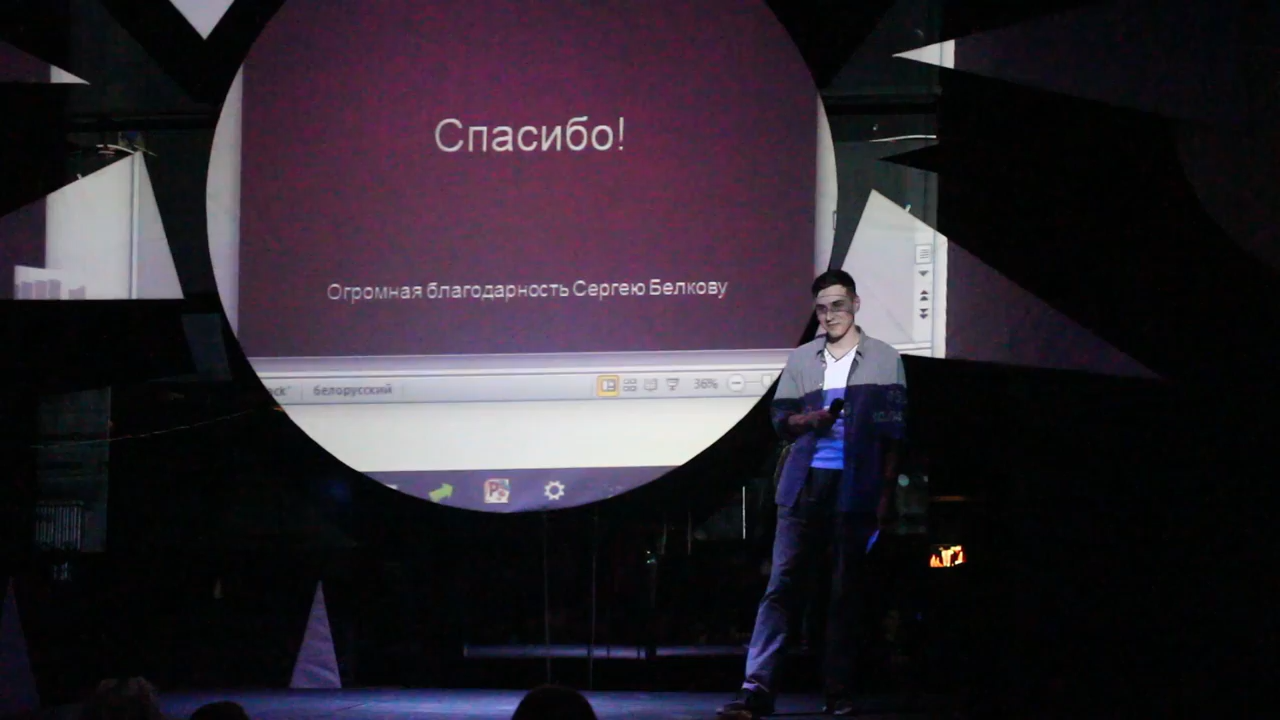 Спасибо!
Огромная благодарность Сергею Белкову
белорусский
36%